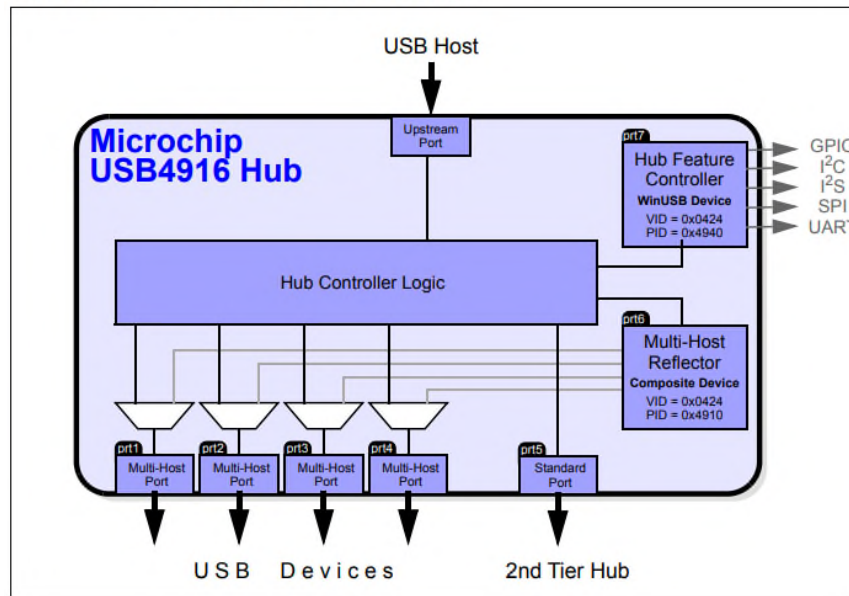 USB Host
Microchip
USB4916 Hub
Upstream
Port
prt7
Hub Feature
Controller
WinUSB Device
VID = 0x0424
PID = 0x4940
GPIO
I²C
I²S
SPI
UART
Hub Controller Logic
prt6
Multi-Host
Reflector
Composite Device
VID = 0x0424
PID = 0x4910
prt1
Multi-Host
Port
prt2
Multi-Host
Port
prt3
Multi-Host
Port
prt4
Multi-Host
Port
prt5
Standard
Port
USB Devices
2nd Tier Hub